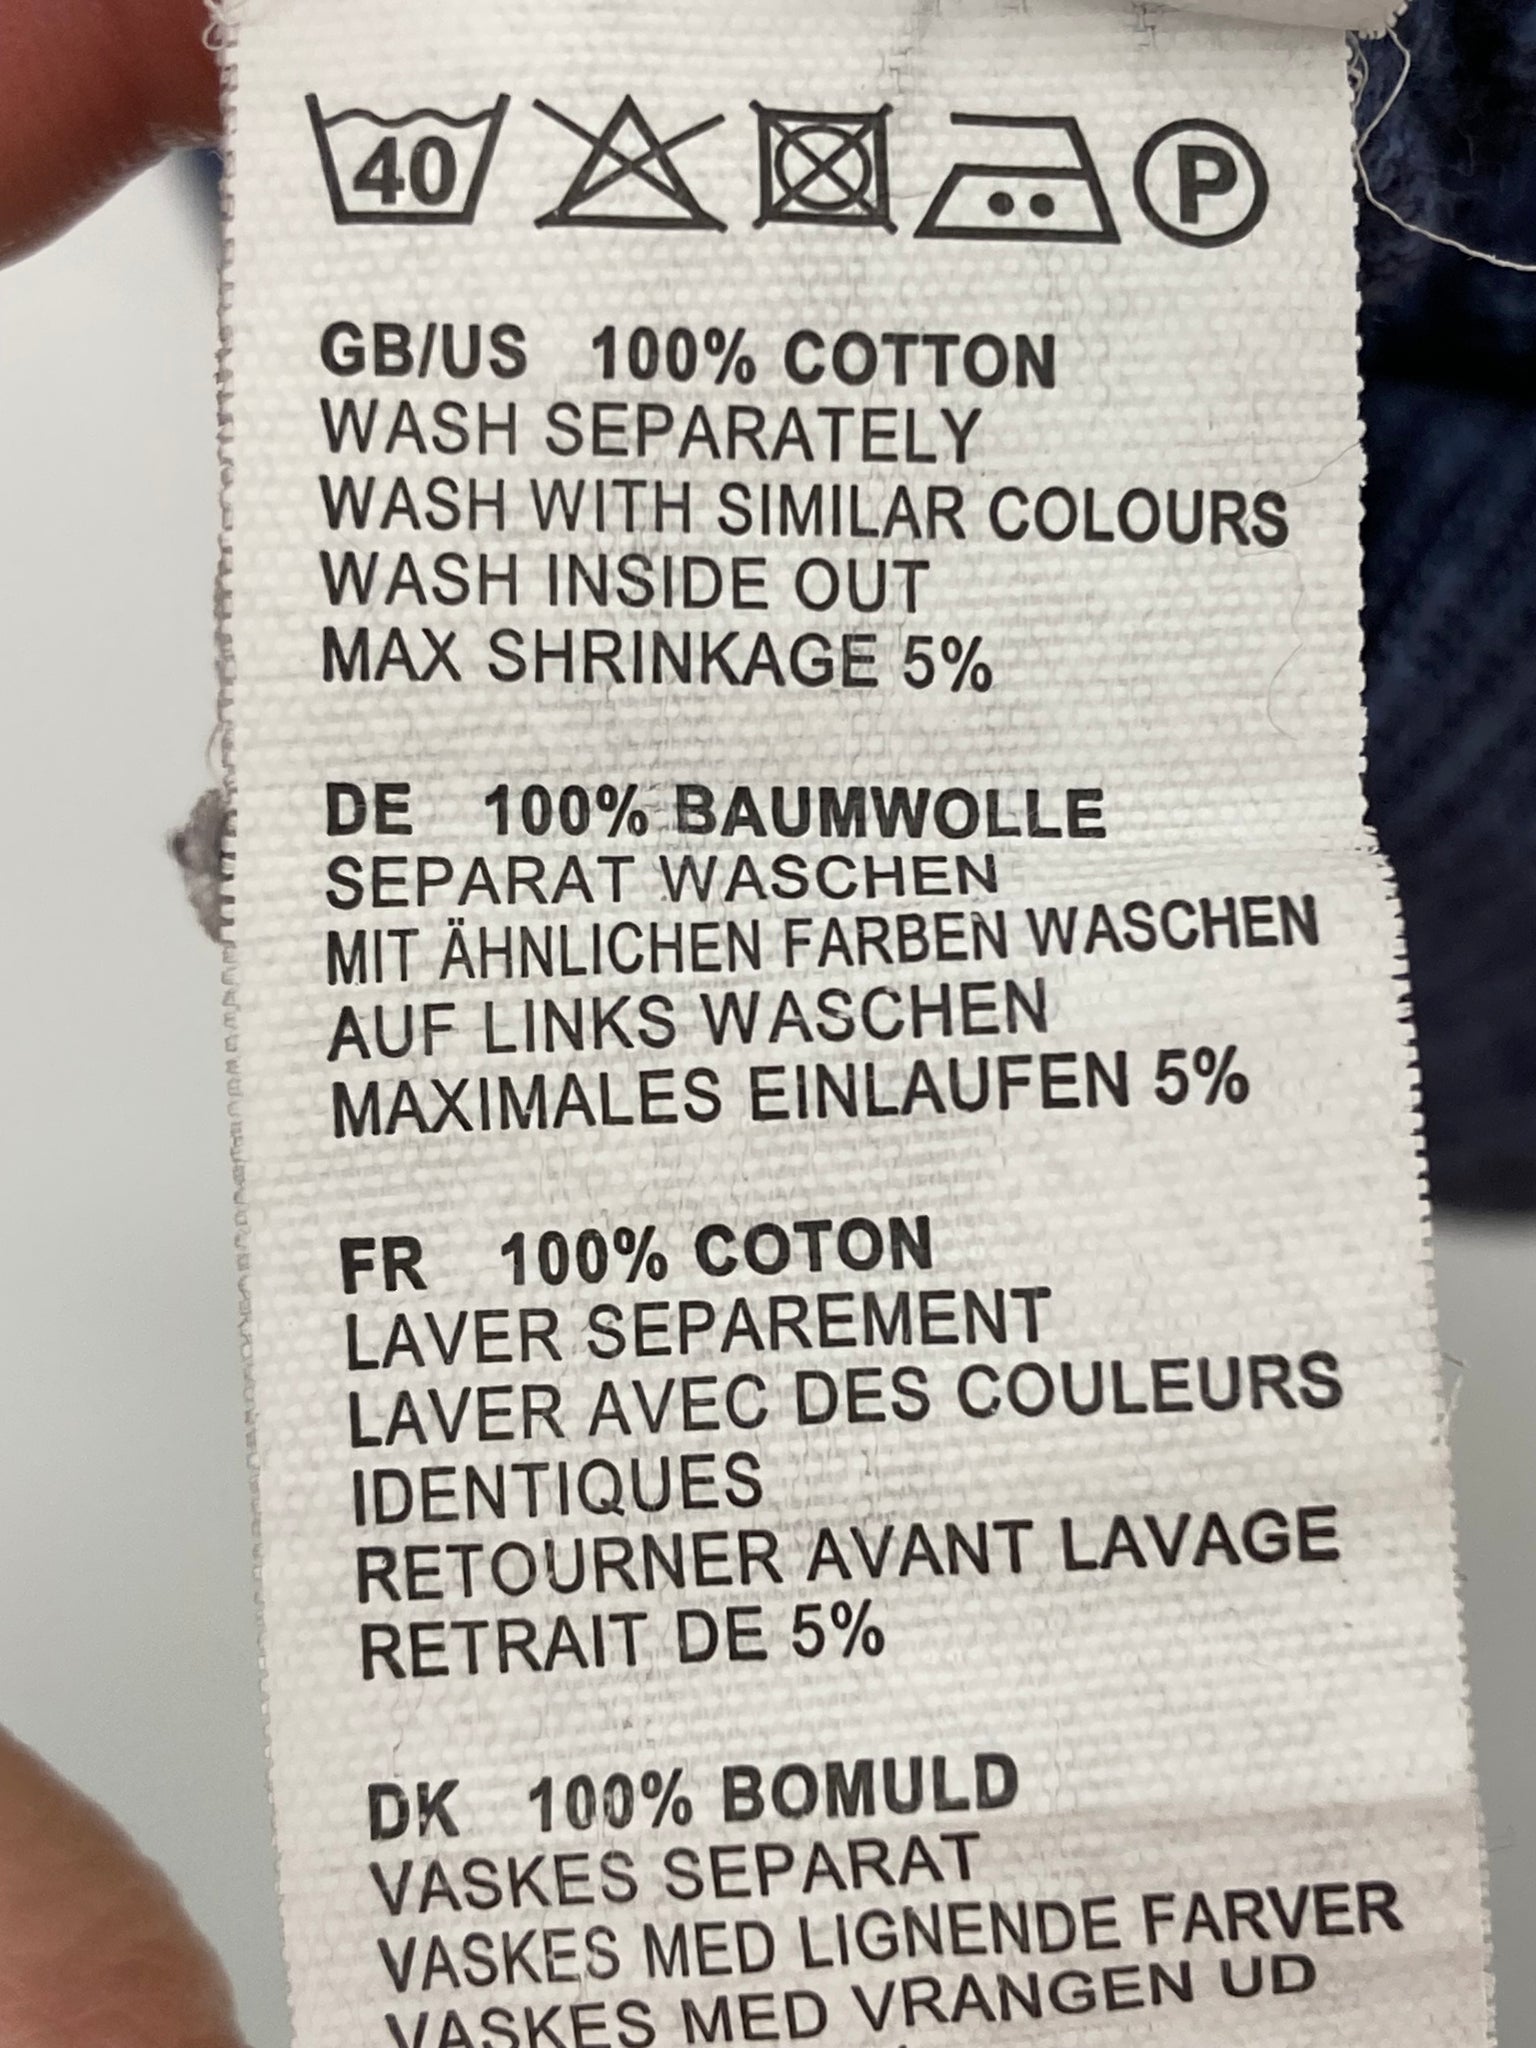 40 P
GB/US 100% COTTON
WASH SEPARATELY
WASH WITH SIMILAR COLOURS
WASH INSIDE OUT
MAX SHRINKAGE 5%
DE 100% BAUMWOLLE
SEPARAT WASCHEN
MIT ÄHNLICHEN FARBEN WASCHEN
AUF LINKS WASCHEN
MAXIMALES EINLAUFEN 5%
FR 100% COTON
LAVER SEPAREMENT
LAVER AVEC DES COULEURS
IDENTIQUES
RETOURNER AVANT LAVAGE
RETRAIT DE 5%
DK 100% BOMULD
VASKES SEPARAT
VASKES MED LIGNENDE FARVER
VASKES MED VRANGEN UD